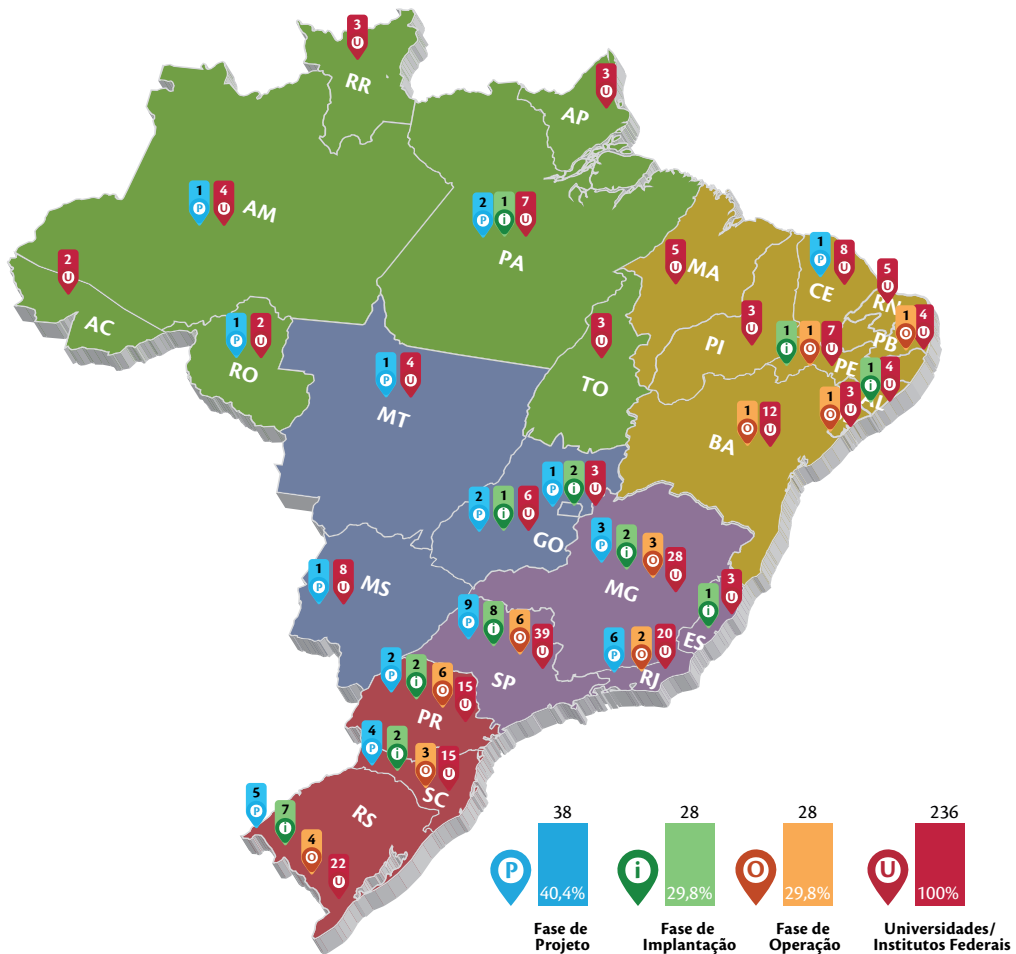 3
U
RR
3
U
AP
1 4
P U
AM
2 1 7
P i U
PA
2
U
AC
1 2
P U
RO
3
U
TO
5
U
MA
3
U
PI
1 8
P U
CE
5
U
RN
1 4
O U
PB
1 1 7
i O U
PE
1 4
i U
AL
1 3
O U
1 12
O U
BA
1 4
P U
MT
1 2 3
P i U
2 1 6
P i U
GO
1 8
P U
MS
3 2 3 28
P i O U
MG
1 3
i U
ES
9 8 6 39
P i O U
SP
6 2 20
P O U
RJ
2 2 6 15
P i O U
PR
4 2 3 15
P i O U
SC
5 7 4 22
P i O U
RS
38 28 28 236
P i O U
40,4% 29,8% 29,8% 100%
Fase de Fase de Fase de Universidades/
Projeto Implantação Operação Institutos Federais